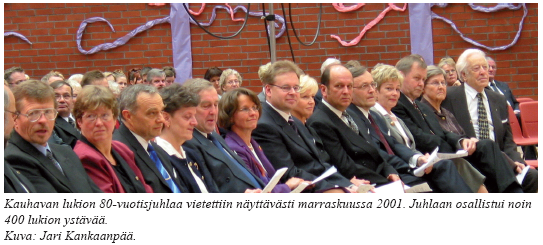 Kauhavan lukion 80-vuotisjuhlaa vietettiin näyttävästi marraskuussa 2001. Juhlaan osallistui noin
400 lukion ystävää.
Kuva: Jari Kankaanpää.